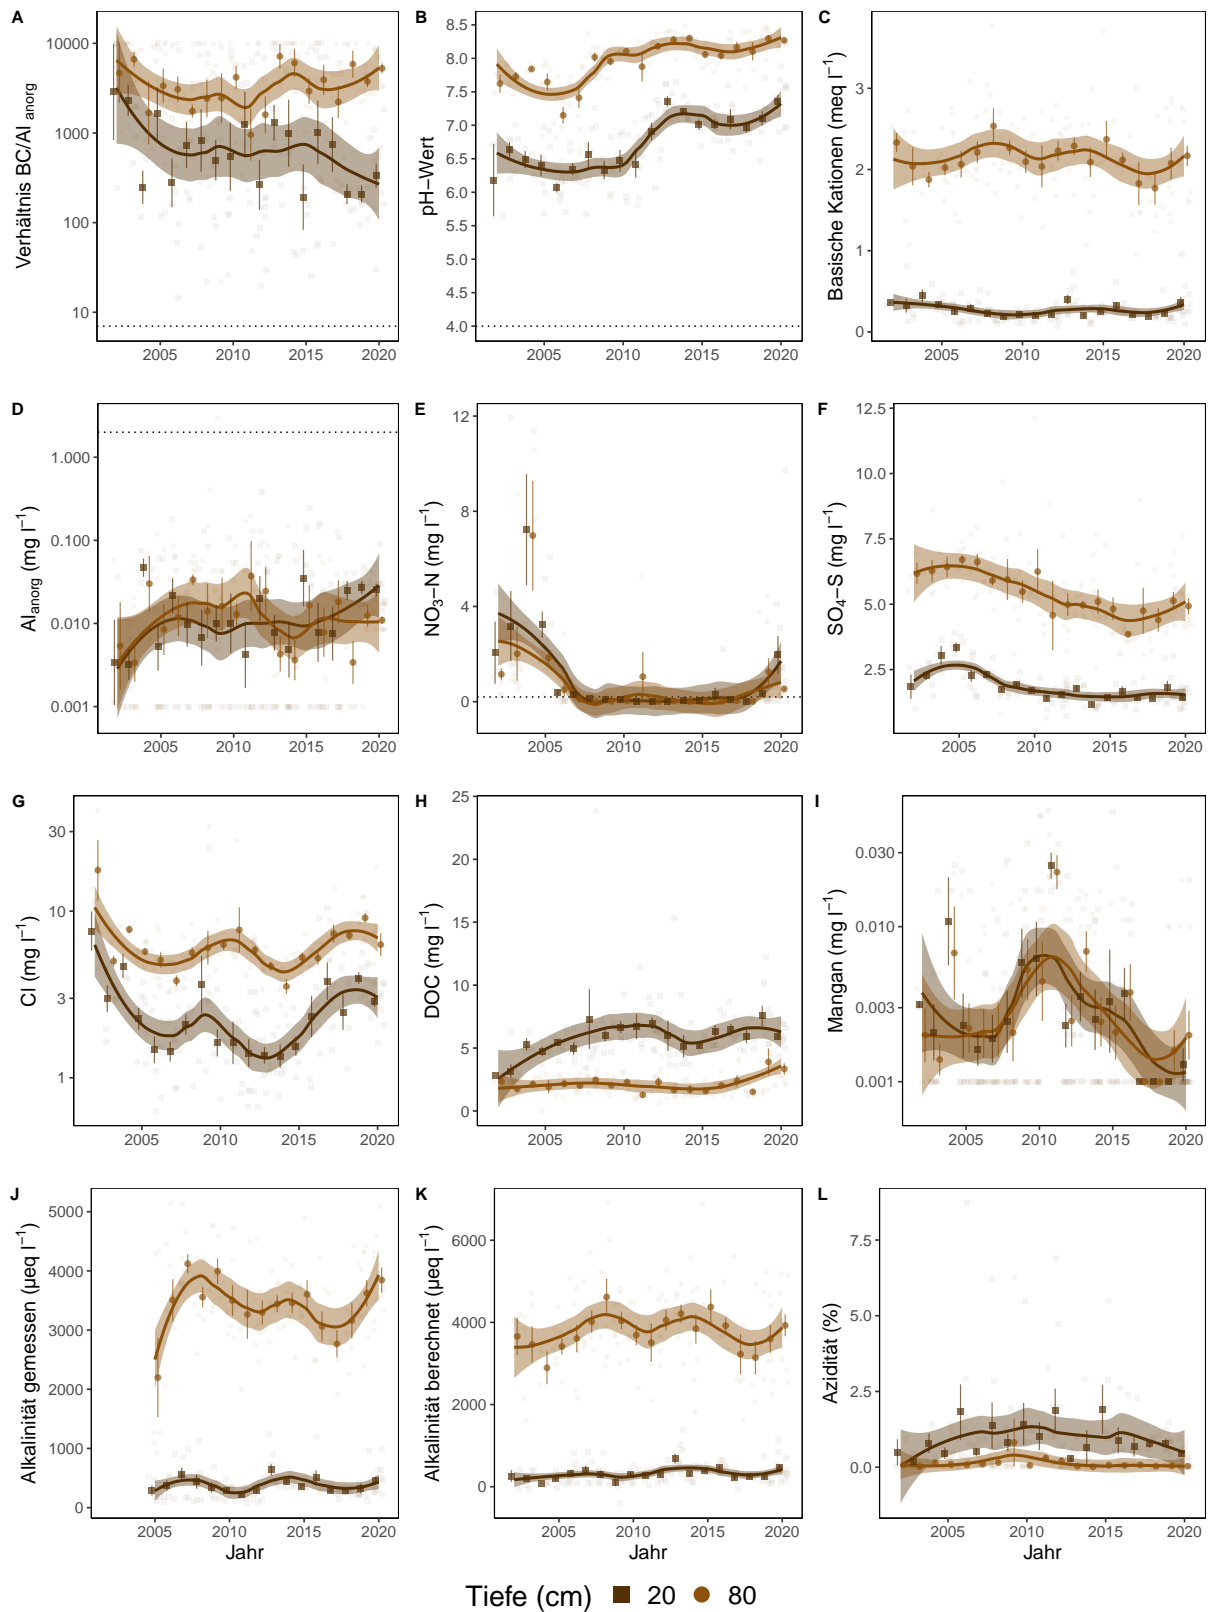 A
Verhältnis BC/Al anorg
10000
1000
100
10
2005 2010 2015 2020
B
pH−Wert
8.5
8.0
7.5
7.0
6.5
6.0
5.5
5.0
4.5
4.0
2005 2010 2015 2020
C
Basische Kationen (meq l⁻¹)
3
2
1
0
2005 2010 2015 2020
D
Al_anorg (mg l⁻¹)
1.000
0.100
0.010
0.001
2005 2010 2015 2020
E
NO₃−N (mg l⁻¹)
12
8
4
0
2005 2010 2015 2020
F
SO₄−S (mg l⁻¹)
12.5
10.0
7.5
5.0
2.5
2005 2010 2015 2020
G
Cl (mg l⁻¹)
30
10
3
1
2005 2010 2015 2020
H
DOC (mg l⁻¹)
25
20
15
10
5
0
2005 2010 2015 2020
I
Mangan (mg l⁻¹)
0.030
0.010
0.003
0.001
2005 2010 2015 2020
J
Alkalinität gemessen (µeq l⁻¹)
5000
4000
3000
2000
1000
0
2005 2010 2015 2020
Jahr
K
Alkalinität berechnet (µeq l⁻¹)
6000
4000
2000
0
2005 2010 2015 2020
Jahr
L
Azidität (%)
7.5
5.0
2.5
0.0
2005 2010 2015 2020
Jahr
Tiefe (cm) 20 80